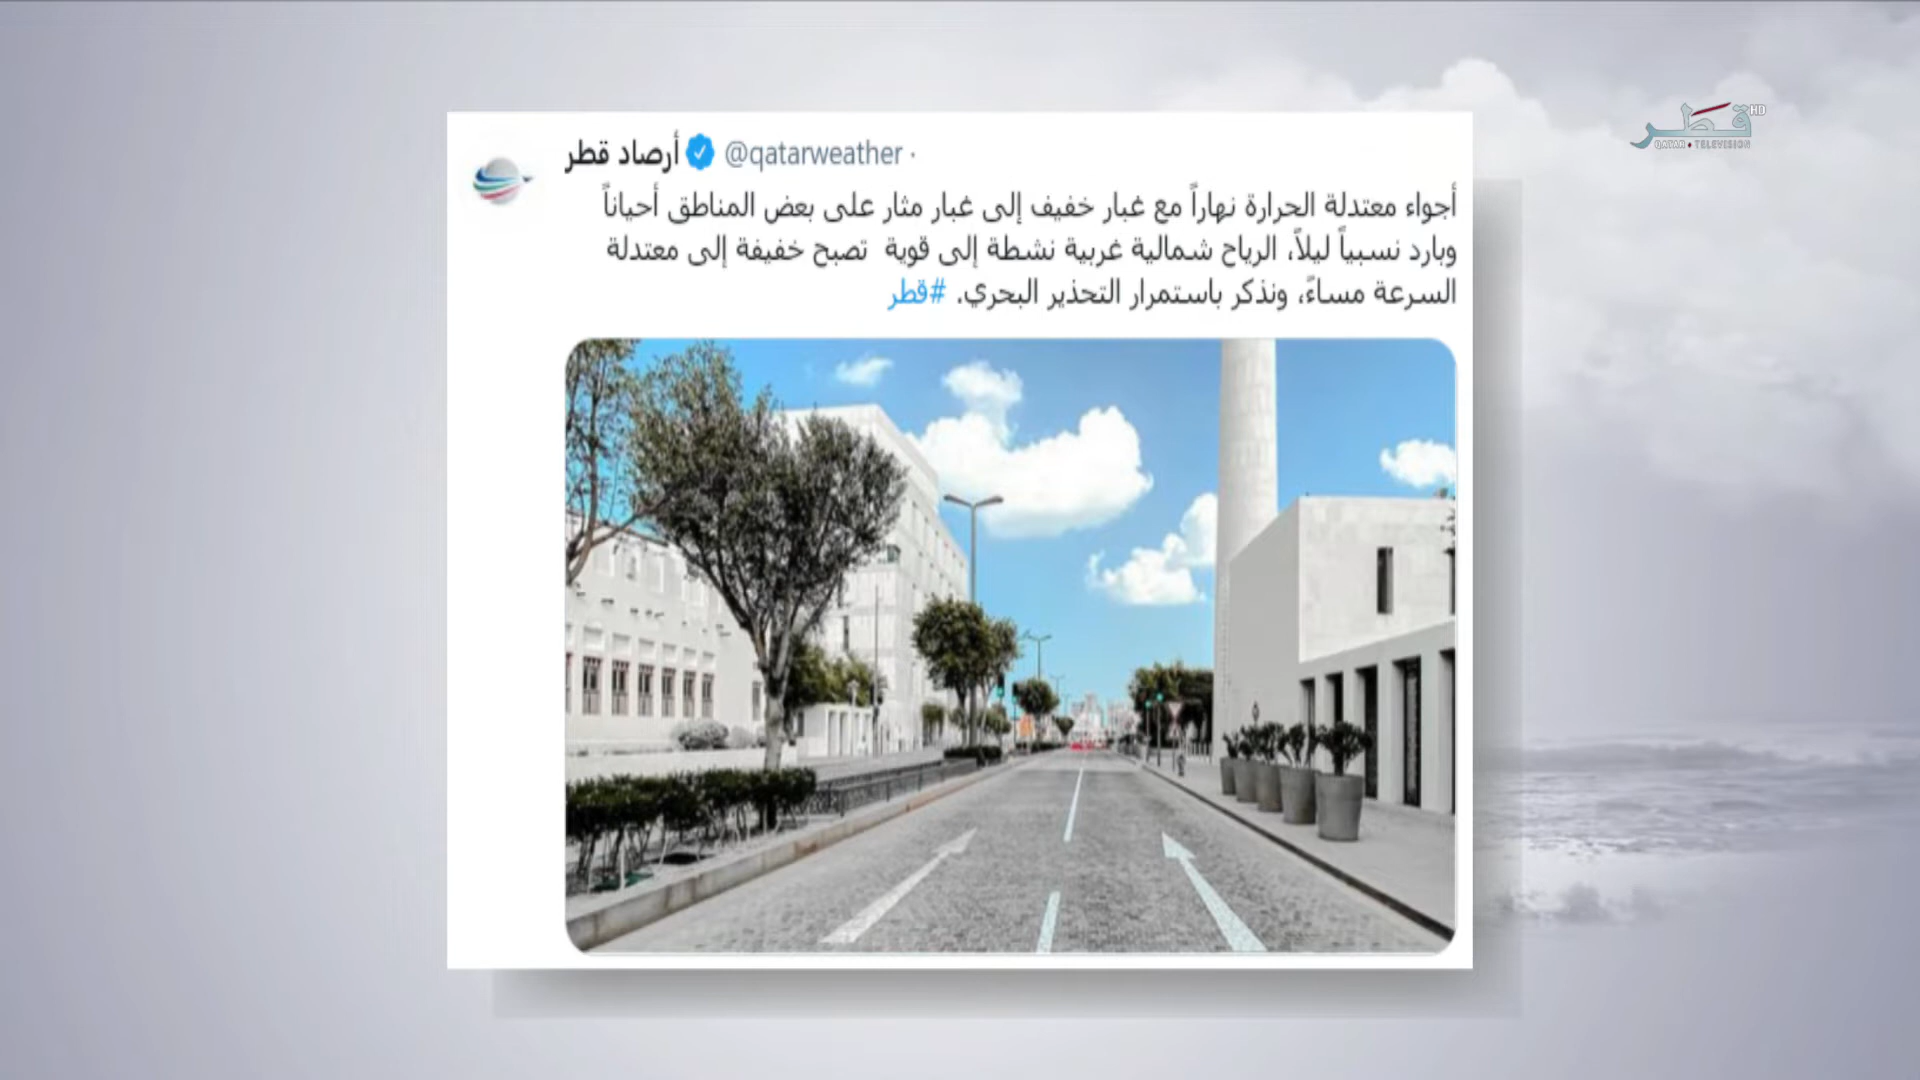 أرصاد قطر @qatarweather ·
أجواء معتدلة الحرارة نهاراً مع غبار خفيف إلى غبار مثار على بعض المناطق أحياناً
وبارد نسبياً ليلاً، الرياح شمالية غربية نشطة إلى قوية تصبح خفيفة إلى معتدلة
السرعة مساءً، ونذكر باستمرار التحذير البحري. #قطر
قطر HD
QATAR TELEVISION